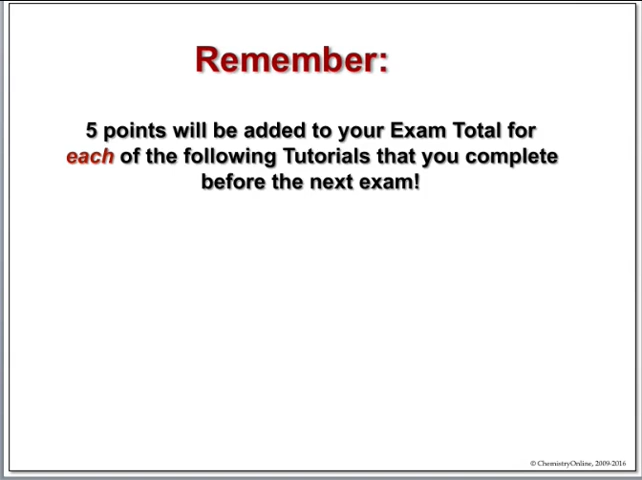 Remember:
5 points will be added to your Exam Total for
each of the following Tutorials that you complete
before the next exam!
© ChemistryOnline, 2009-2016